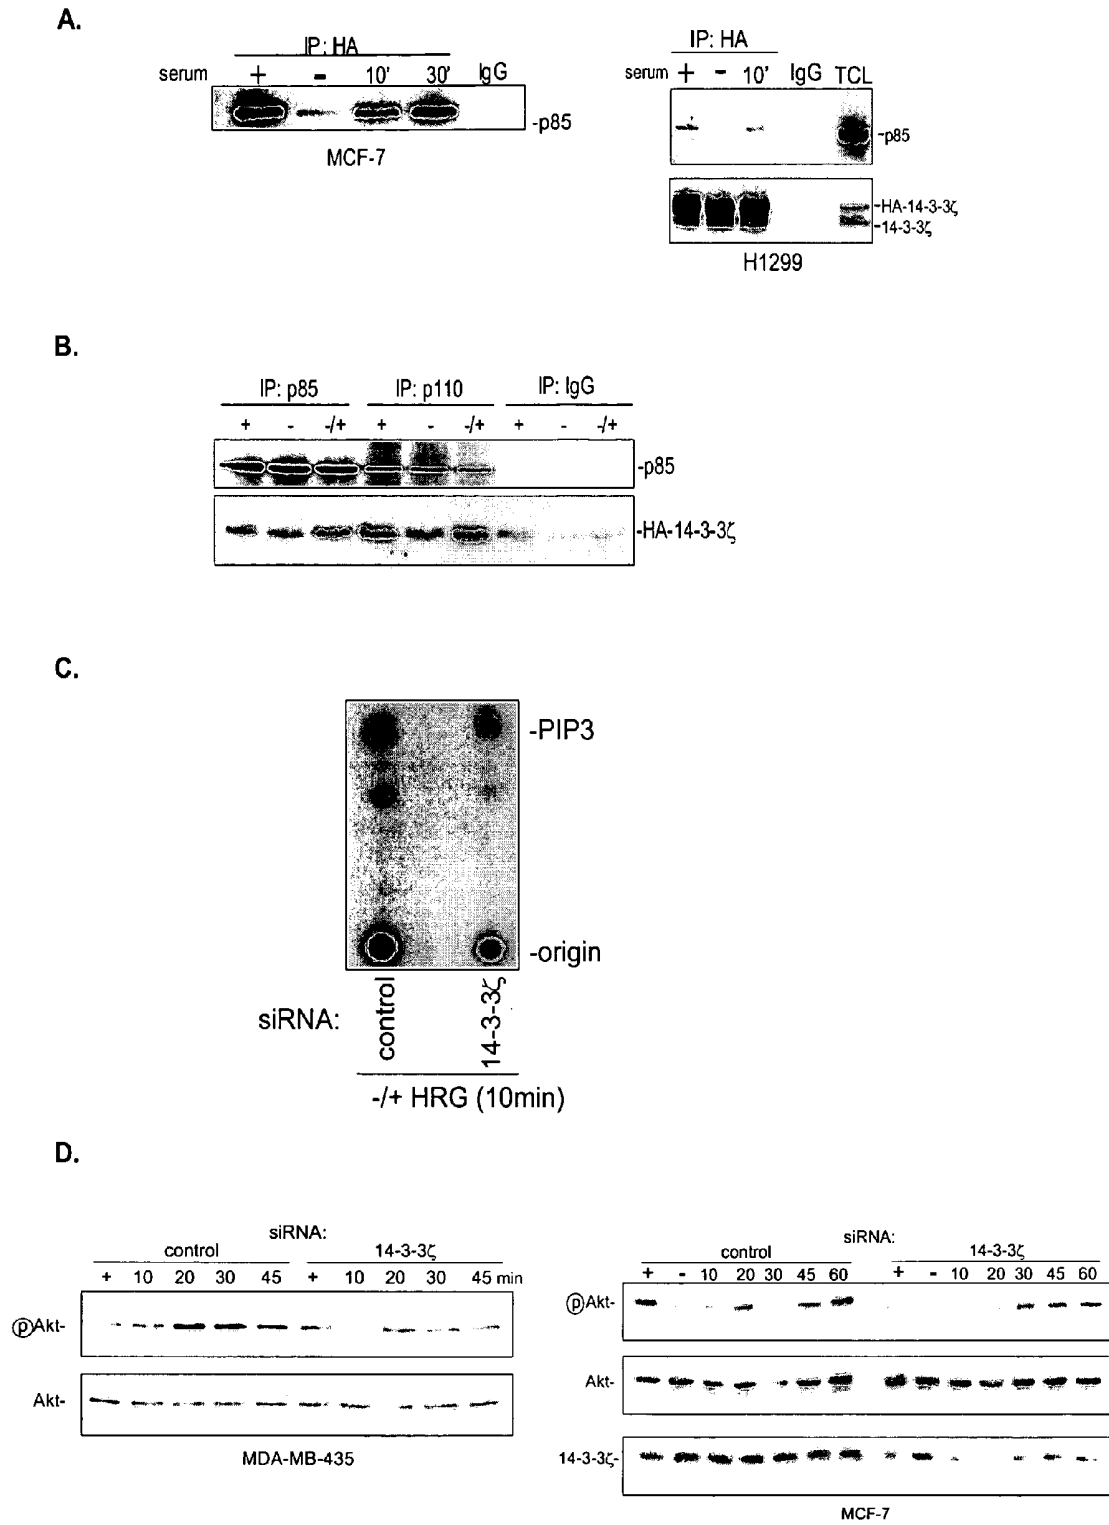 A.
IP: HA
serum + - 10' 30' IgG
-p85
MCF-7
IP: HA
serum + - 10' IgG TCL
-p85
-HA-14-3-3ζ
-14-3-3ζ
H1299
B.
IP: p85 IP: p110 IP: IgG
+ - -/+ + - -/+ + - -/+
-p85
-HA-14-3-3ζ
C.
-PIP3
-origin
siRNA: control 14-3-3ζ
-/+ HRG (10min)
D.
siRNA:
control 14-3-3ζ
+ 10 20 30 45 + 10 20 30 45 min
ⓟAkt-
Akt-
MDA-MB-435
siRNA:
control 14-3-3ζ
+ - 10 20 30 45 60 + - 10 20 30 45 60
ⓟAkt-
Akt-
14-3-3ζ-
MCF-7